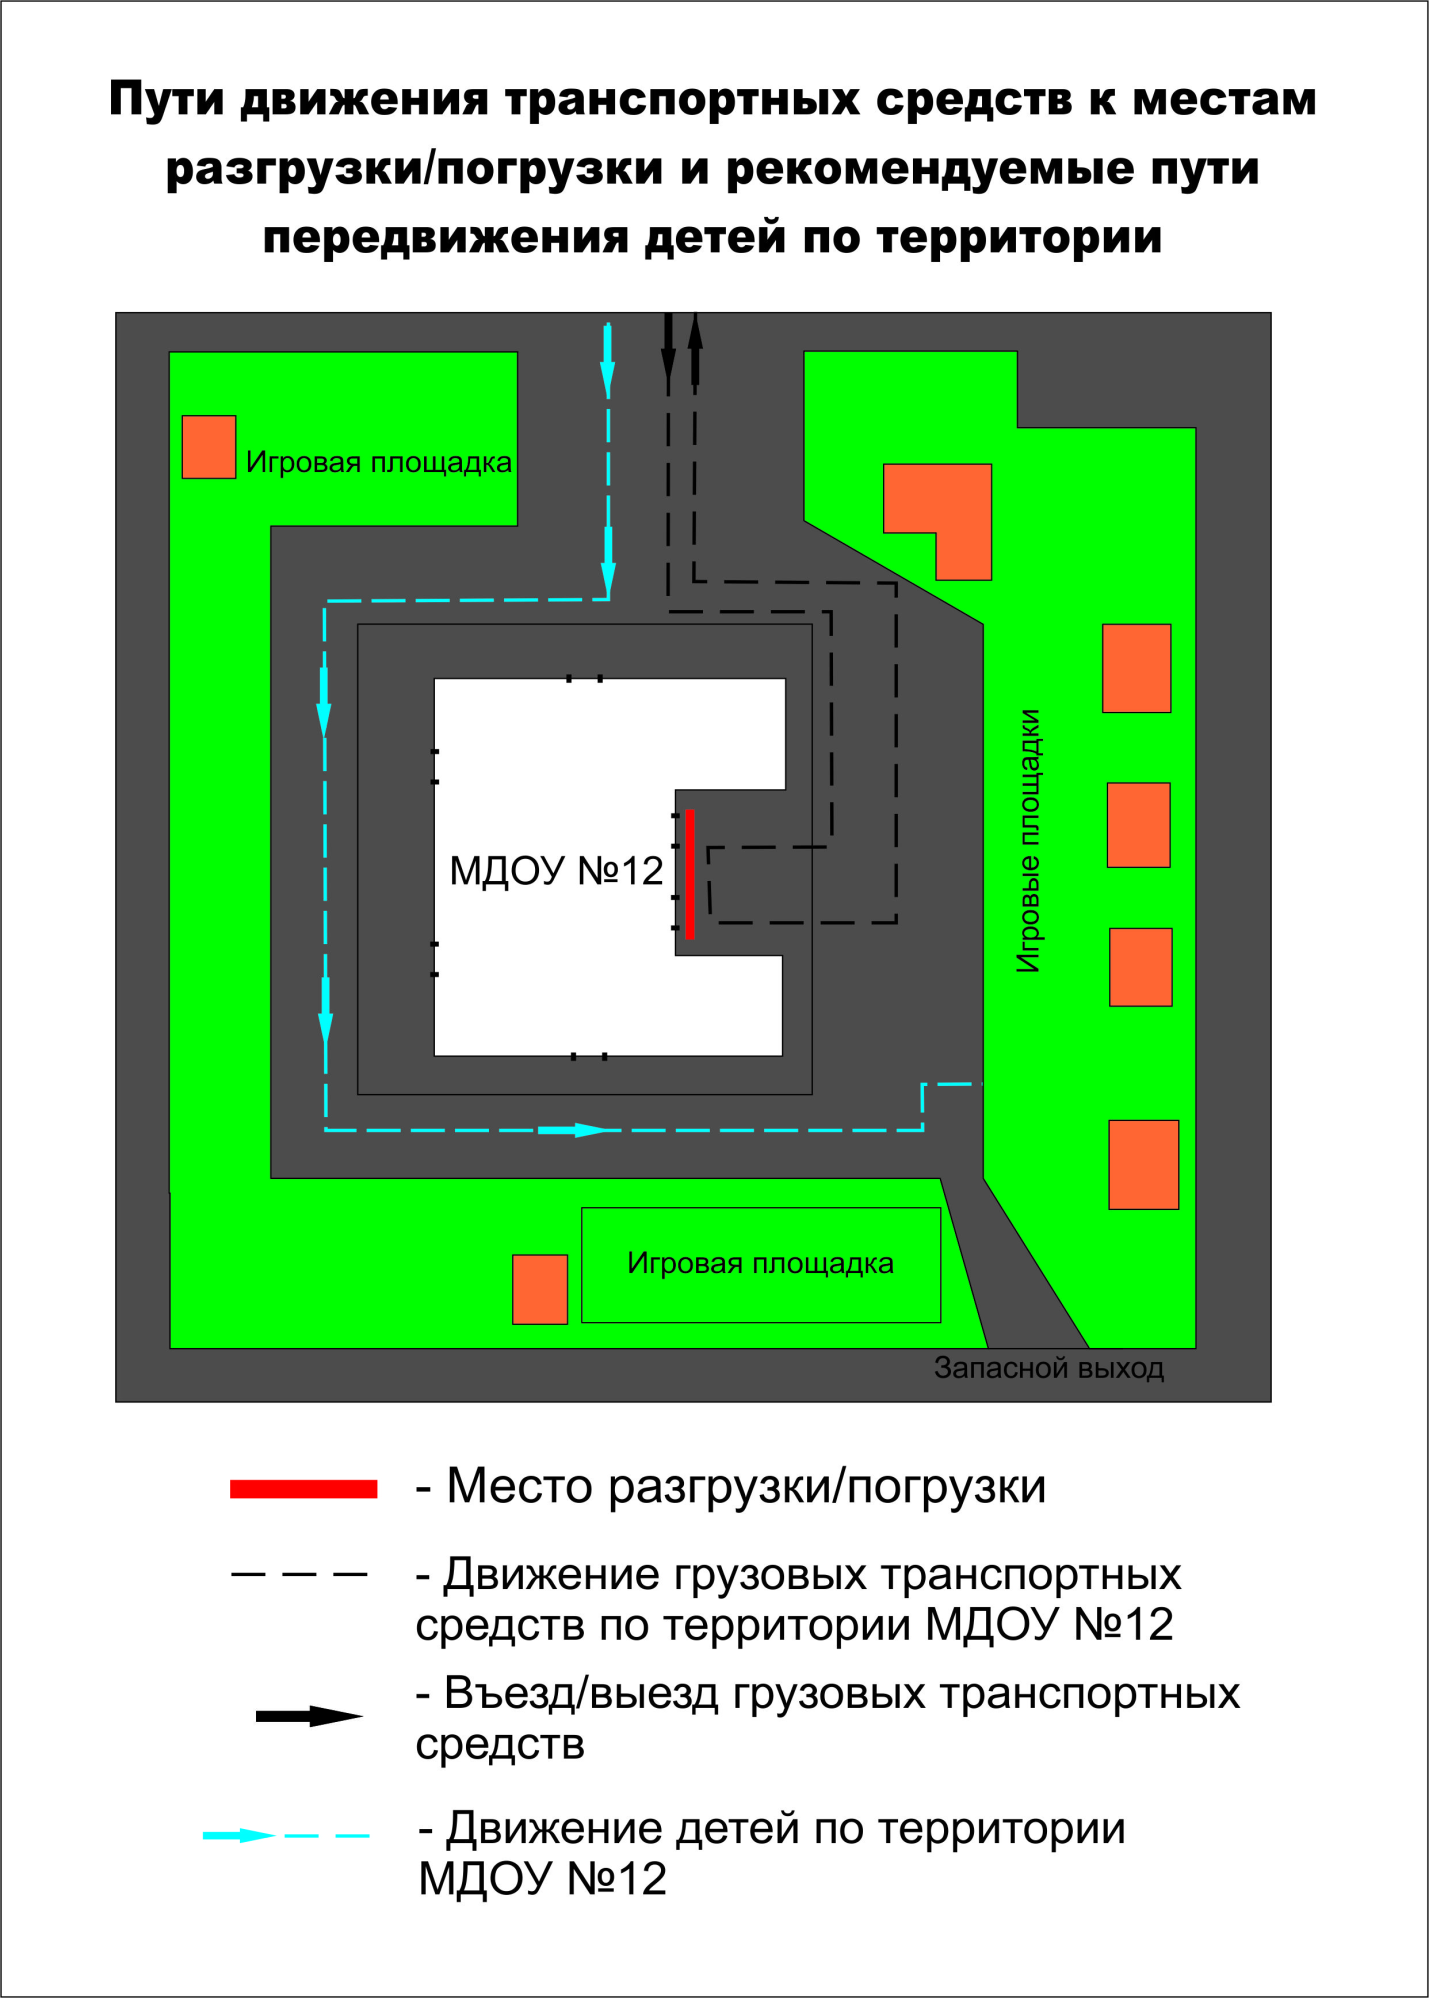 Пути движения транспортных средств к местам
разгрузки/погрузки и рекомендуемые пути
передвижения детей по территории
Игровая площадка
Игровые площадки
МДОУ №12
Игровая площадка
Запасной выход
- Место разгрузки/погрузки
- Движение грузовых транспортных
средств по территории МДОУ №12
- Въезд/выезд грузовых транспортных
средств
- Движение детей по территории
МДОУ №12